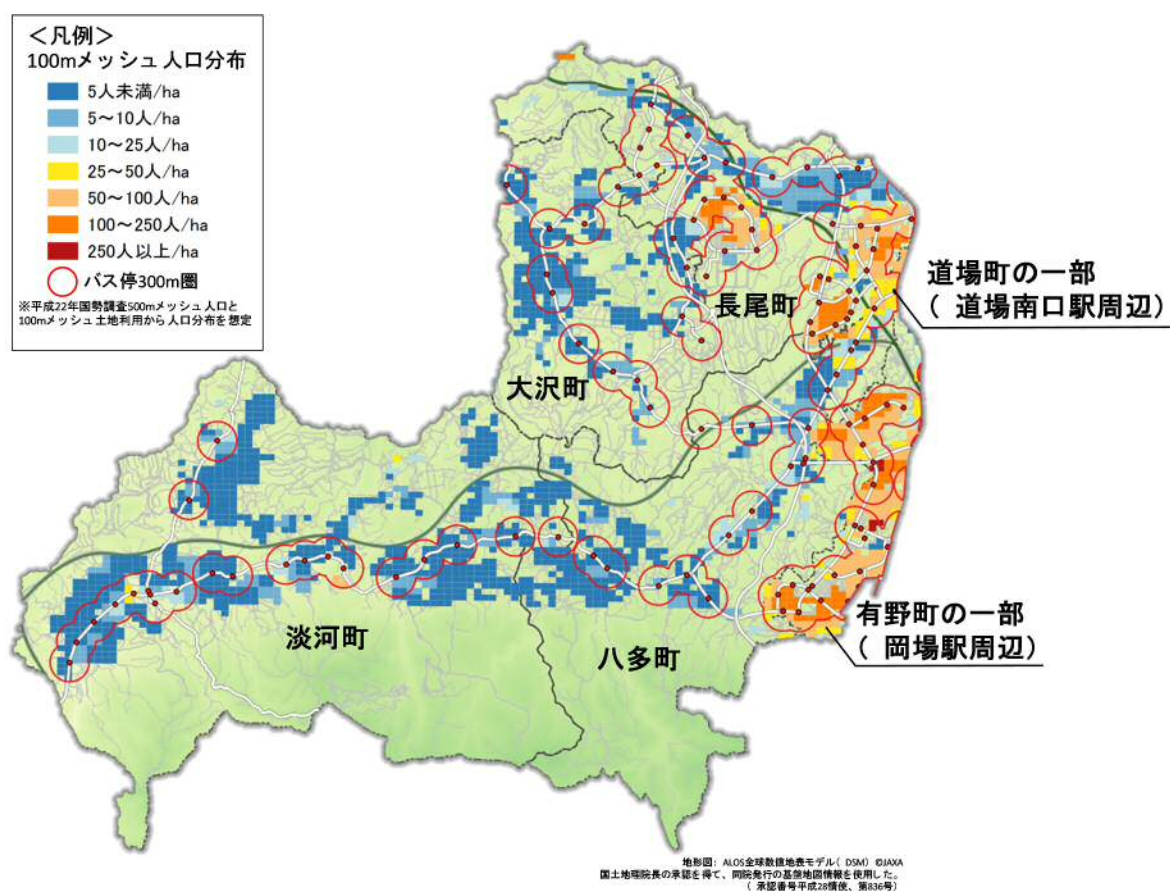 ＜凡例＞
100mメッシュ人口分布
5人未満/ha
5～10人/ha
10～25人/ha
25～50人/ha
50～100人/ha
100～250人/ha
250人以上/ha
バス停300m圏
※平成22年国勢調査500mメッシュ人口と
100mメッシュ土地利用から人口分布を想定
道場町の一部
（道場南口駅周辺）
長尾町
大沢町
有野町の一部
（岡場駅周辺）
淡河町
八多町
地形図：ALOS全球数値地表モデル（DSM）©JAXA
国土地理院長の承認を得て、同院発行の基盤地図情報を使用した。
（承認番号平成28情使、第836号）